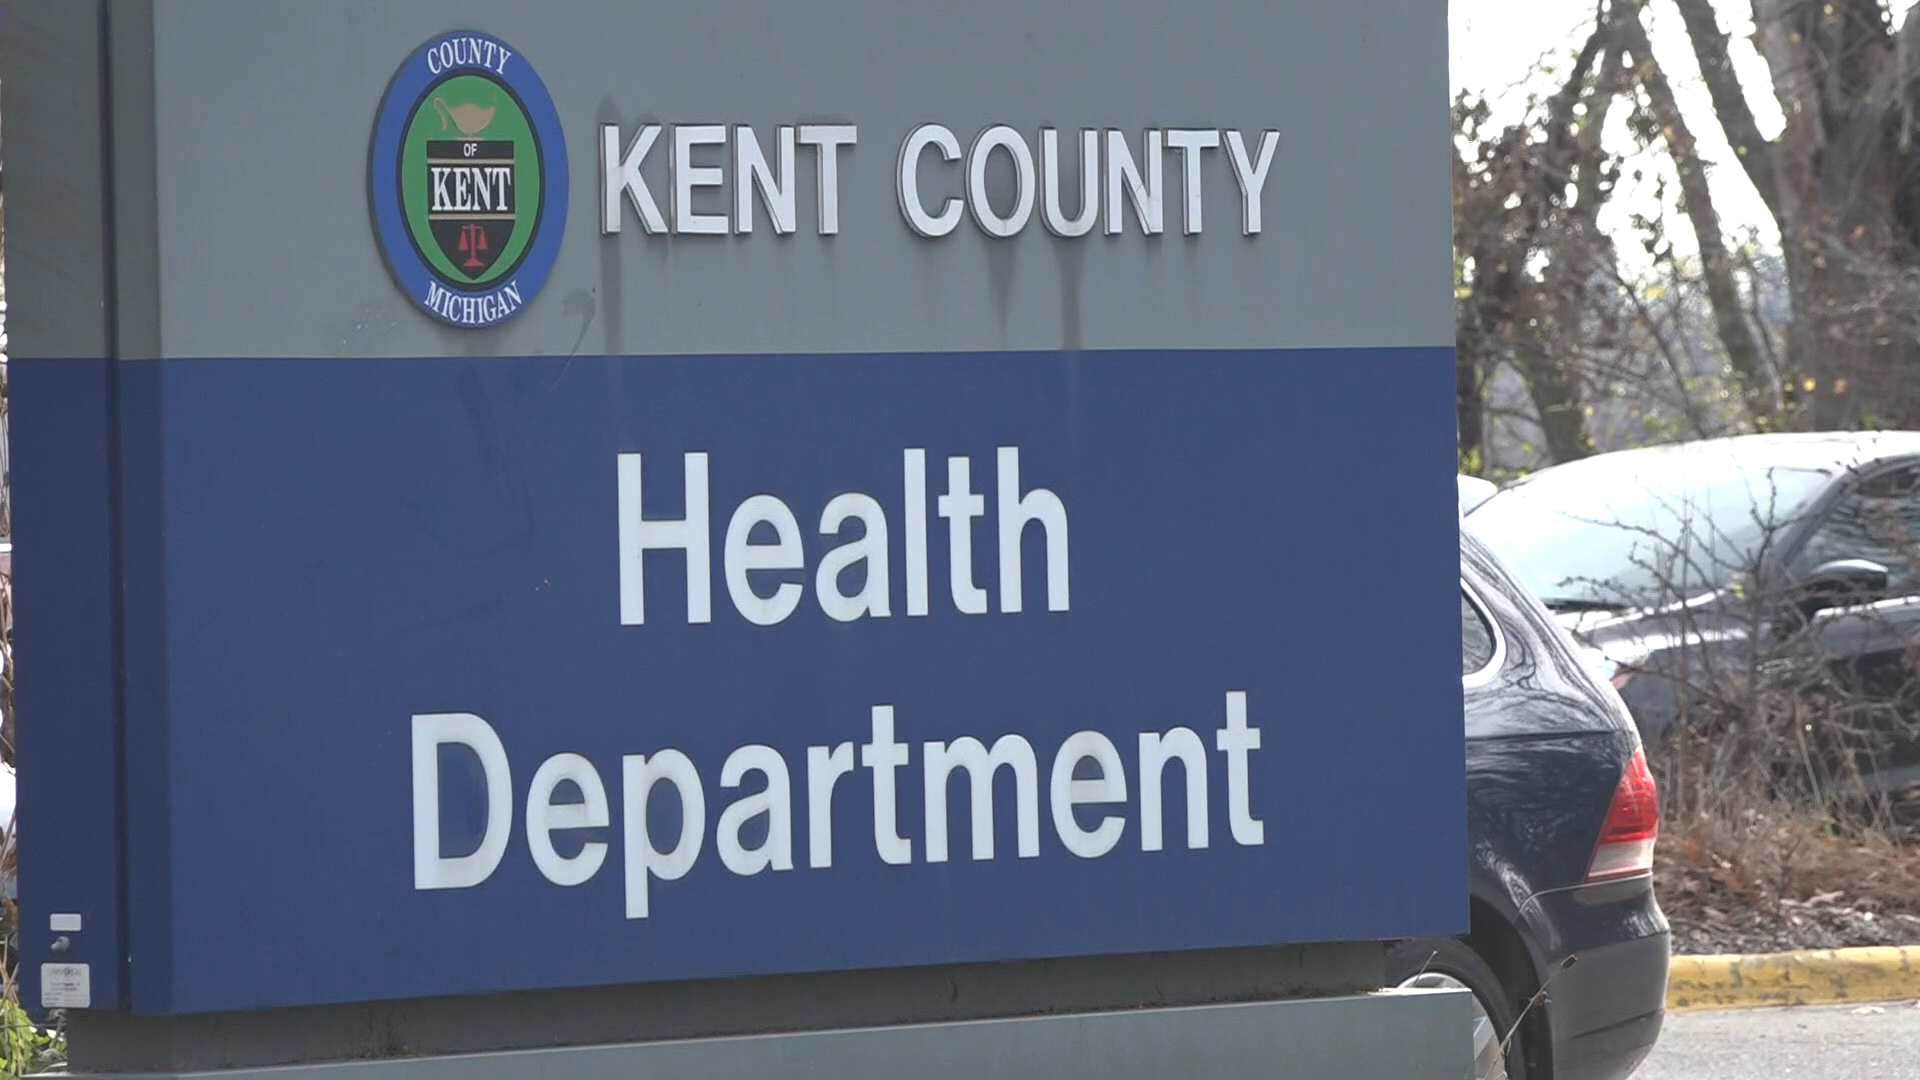 COUNTY
OF
KENT
MICHIGAN
KENT COUNTY
Health
Department